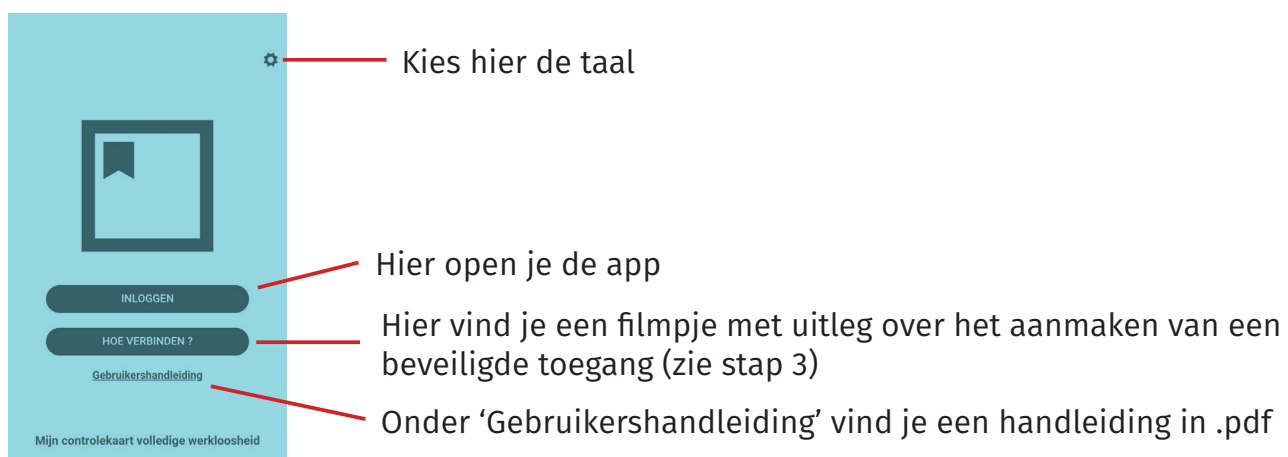 Kies hier de taal
Hier open je de app
INLOGGEN
Hier vind je een filmpje met uitleg over het aanmaken van een
beveiligde toegang (zie stap 3)
HOE VERBINDEN ?
Gebruikershandleiding
Onder ‘Gebruikershandleiding’ vind je een handleiding in .pdf
Mijn controlekaart volledige werkloosheid